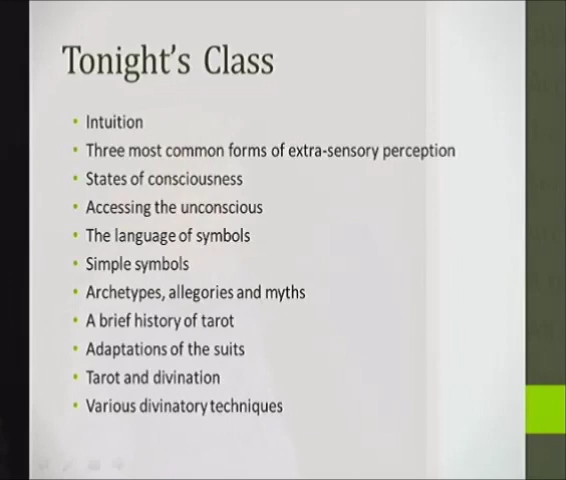 Tonight's Class
• Intuition
• Three most common forms of extra-sensory perception
• States of consciousness
• Accessing the unconscious
• The language of symbols
• Simple symbols
• Archetypes, allegories and myths
• A brief history of tarot
• Adaptations of the suits
• Tarot and divination
• Various divinatory techniques